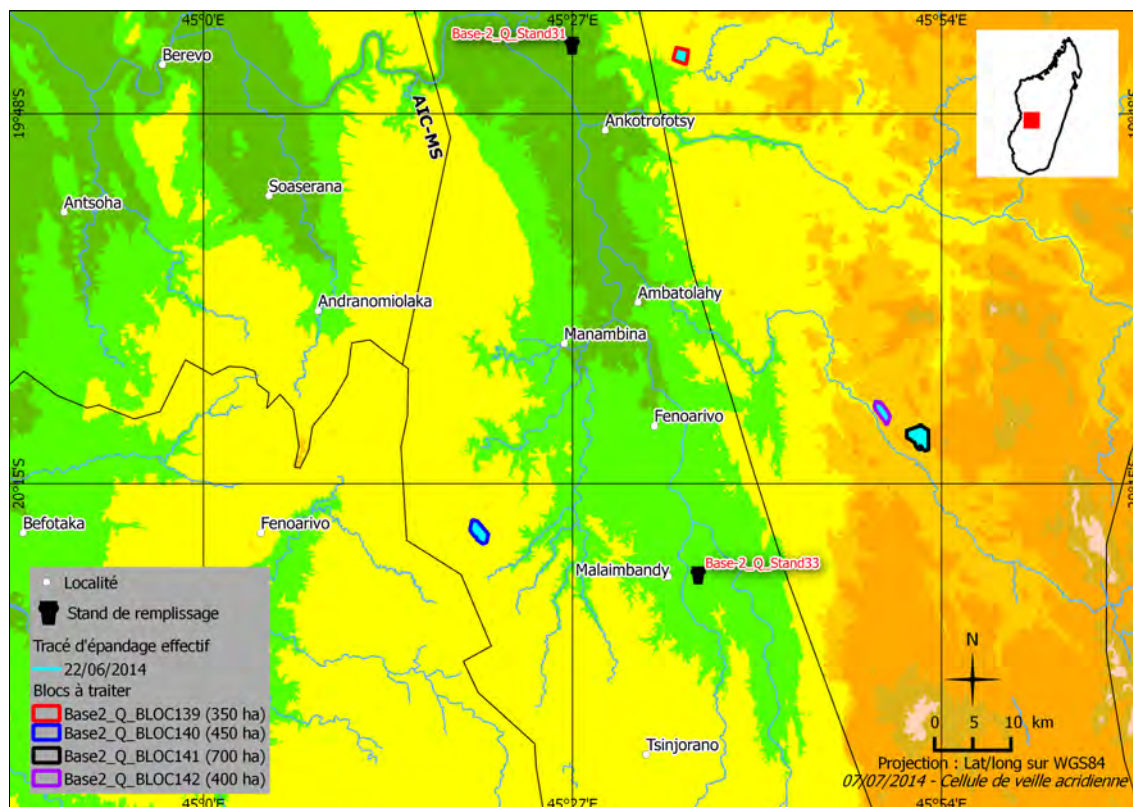 45°0'E
45°27'E
45°54'E
Base-2_Q_Stand31
Berevo
19°48'S
AIC-MS
Ankotrofotsy
Soaserana
Antsoha
Andranomiolaka
Ambatolahy
Manambina
Fenoarivo
20°15'S
20°15'S
Befotaka
Fenoarivo
Malaimbandy
Base-2_Q_Stand33
Localité
Stand de remplissage
Tracé d'épandage effectif
22/06/2014
Blocs à traiter
Base2_Q_BLOC139 (350 ha)
Base2_Q_BLOC140 (450 ha)
Base2_Q_BLOC141 (700 ha)
Base2_Q_BLOC142 (400 ha)
N
0 5 10 km
Tsinjorano
Projection : Lat/long sur WGS84
07/07/2014 - Cellule de veille acridienne
45°0'E
45°27'E
45°54'E